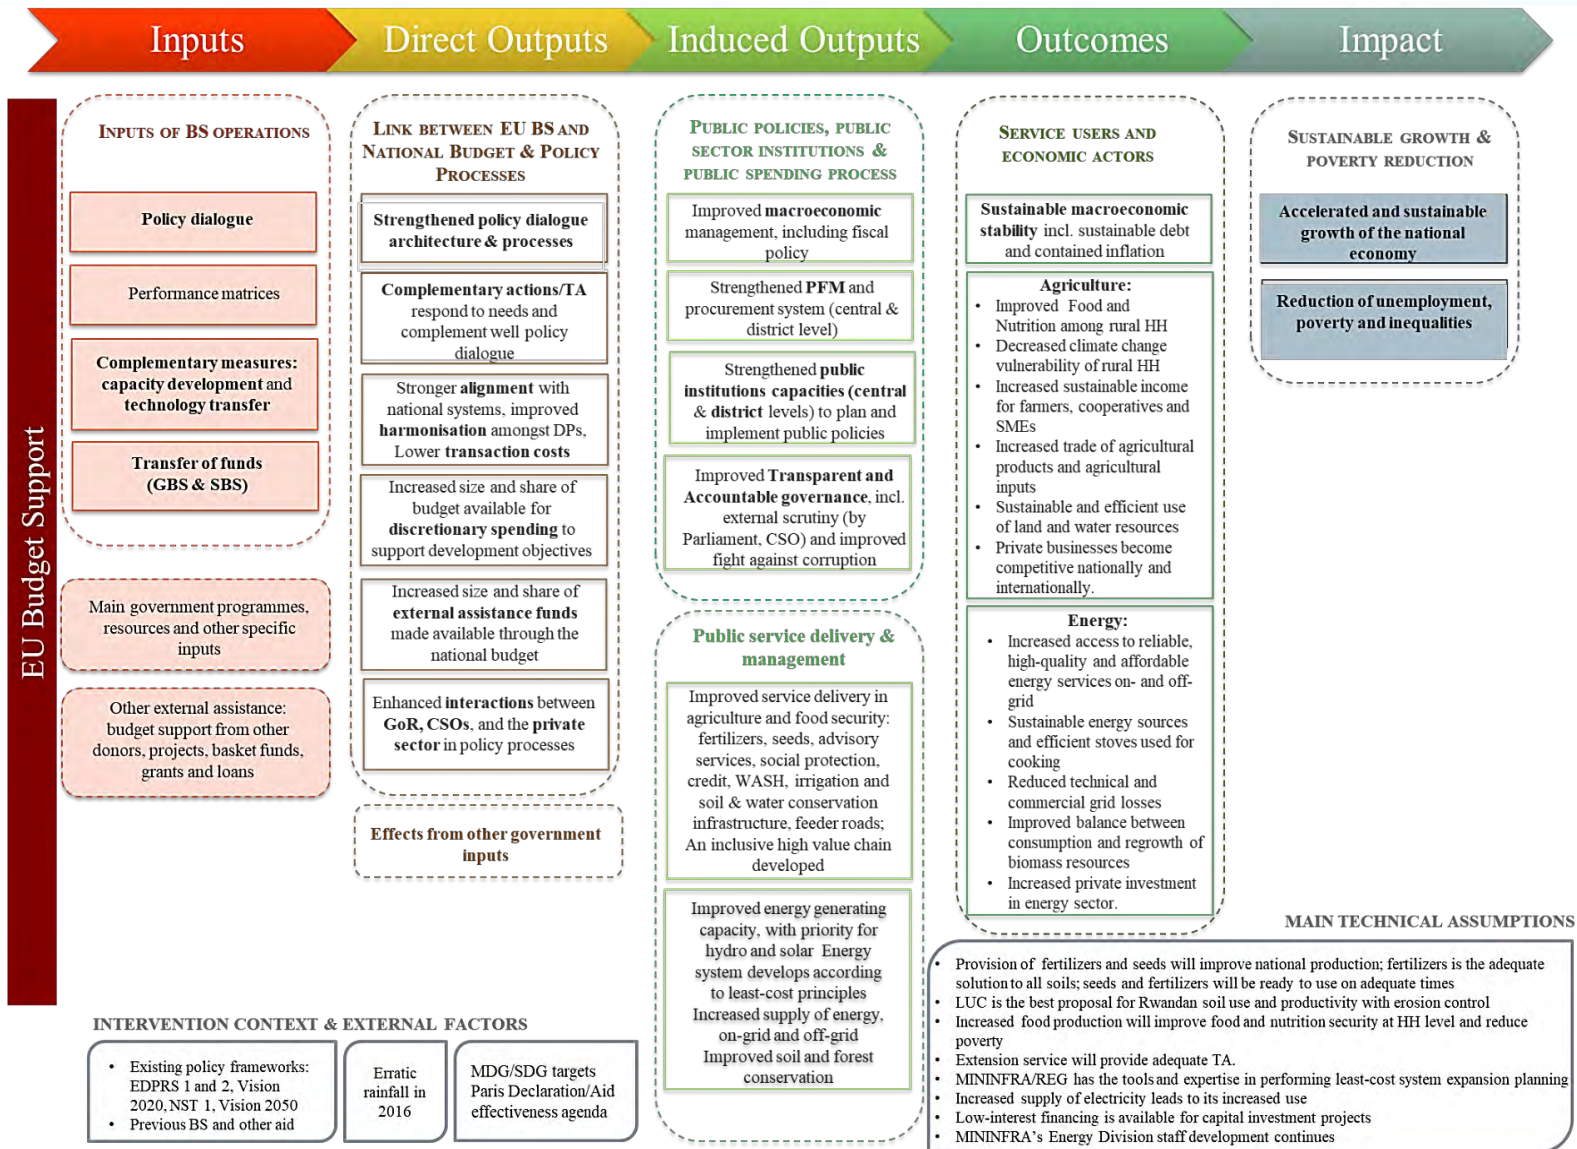 Inputs
Direct Outputs
Induced Outputs
Outcomes
Impact
EU Budget Support
INPUTS OF BS OPERATIONS
Policy dialogue
Performance matrices
Complementary measures:
capacity development and
technology transfer
Transfer of funds
(GBS & SBS)
Main government programmes,
resources and other specific
inputs
Other external assistance:
budget support from other
donors, projects, basket funds,
grants and loans
LINK BETWEEN EU BS AND
NATIONAL BUDGET & POLICY
PROCESSES
Strengthened policy dialogue
architecture & processes
Complementary actions/TA
respond to needs and
complement well policy
dialogue
Stronger alignment with
national systems, improved
harmonisation amongst DPs,
Lower transaction costs
Increased size and share of
budget available for
discretionary spending to
support development objectives
Increased size and share of
external assistance funds
made available through the
national budget
Enhanced interactions between
GoR, CSOs, and the private
sector in policy processes
Effects from other government
inputs
PUBLIC POLICIES, PUBLIC
SECTOR INSTITUTIONS &
PUBLIC SPENDING PROCESS
Improved macroeconomic
management, including fiscal
policy
Strengthened PFM and
procurement system (central &
district level)
Strengthened public
institutions capacities (central
& district levels) to plan and
implement public policies
Improved Transparent and
Accountable governance, incl.
external scrutiny (by
Parliament, CSO) and improved
fight against corruption
Public service delivery &
management
Improved service delivery in
agriculture and food security:
fertilizers, seeds, advisory
services, social protection,
credit, WASH, irrigation and
soil & water conservation
infrastructure, feeder roads;
An inclusive high value chain
developed
Improved energy generating
capacity, with priority for
hydro and solar Energy
system develops according
to least-cost principles
Increased supply of energy,
on-grid and off-grid
Improved soil and forest
conservation
SERVICE USERS AND
ECONOMIC ACTORS
Sustainable macroeconomic
stability incl. sustainable debt
and contained inflation
Agriculture:
• Improved Food and
Nutrition among rural HH
• Decreased climate change
vulnerability of rural HH
• Increased sustainable income
for farmers, cooperatives and
SMEs
• Increased trade of agricultural
products and agricultural
inputs
• Sustainable and efficient use
of land and water resources
• Private businesses become
competitive nationally and
internationally.
Energy:
• Increased access to reliable,
high-quality and affordable
energy services on- and off-
grid
• Sustainable energy sources
and efficient stoves used for
cooking
• Reduced technical and
commercial grid losses
• Improved balance between
consumption and regrowth of
biomass resources
• Increased private investment
in energy sector.
SUSTAINABLE GROWTH &
POVERTY REDUCTION
Accelerated and sustainable
growth of the national
economy
Reduction of unemployment,
poverty and inequalities
INTERVENTION CONTEXT & EXTERNAL FACTORS
• Existing policy frameworks:
EDPRS 1 and 2, Vision
2020, NST 1, Vision 2050
• Previous BS and other aid
Erratic
rainfall in
2016
MDG/SDG targets
Paris Declaration/Aid
effectiveness agenda
MAIN TECHNICAL ASSUMPTIONS
• Provision of fertilizers and seeds will improve national production; fertilizers is the adequate
solution to all soils; seeds and fertilizers will be ready to use on adequate times
• LUC is the best proposal for Rwandan soil use and productivity with erosion control
• Increased food production will improve food and nutrition security at HH level and reduce
poverty
• Extension service will provide adequate TA.
• MININFRA/REG has the tools and expertise in performing least-cost system expansion planning
• Increased supply of electricity leads to its increased use
• Low-interest financing is available for capital investment projects
• MININFRA's Energy Division staff development continues